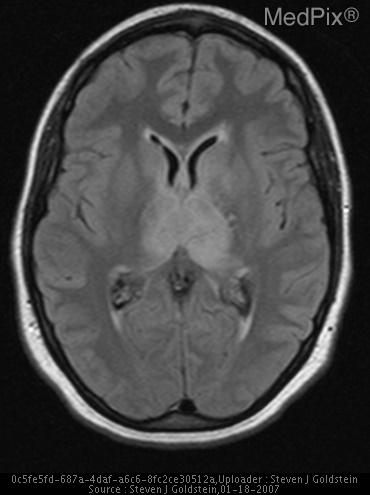 MedPix®
0c5fe5fd-687a-4daf-a6c6-8fc2ce30512a,Uploader : Steven J Goldstein
Source : Steven J Goldstein,01-18-2007